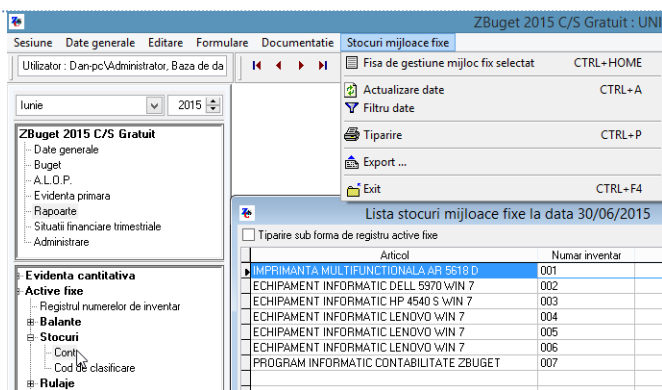 ZBuget 2015 C/S Gratuit : UNI
Sesiune Date generale Editare Formulare Documentatie Stocuri mijloace fixe
Utilizator : Dan-pc\Administrator, Baza de da
Fisa de gestiune mijloc fix selectat CTRL+HOME
Actualizare date CTRL+A
Filtru date
Tiparire CTRL+P
Export ...
Exit CTRL+F4
Iunie 2015
ZBuget 2015 C/S Gratuit
Date generale
Buget
A.L.O.P.
Evidenta primara
Rapoarte
Situatii financiare trimestriale
Administrare
Evidenta cantitativa
Active fixe
Registrul numerelor de inventar
Balante
Stocuri
Cont
Cod de clasificare
Rulaje
Lista stocuri mijloace fixe la data 30/06/2015
Tiparire sub forma de registru active fixe
Articol Numar inventar
IMPRIMANTA MULTIFUNCTIONALA AR 5618 D 001
ECHIPAMENT INFORMATIC DELL 5970 WIN 7 002
ECHIPAMENT INFORMATIC HP 4540 S WIN 7 003
ECHIPAMENT INFORMATIC LENOVO WIN 7 004
ECHIPAMENT INFORMATIC LENOVO WIN 7 005
ECHIPAMENT INFORMATIC LENOVO WIN 7 006
PROGRAM INFORMATIC CONTABILITATE ZBUGET 007